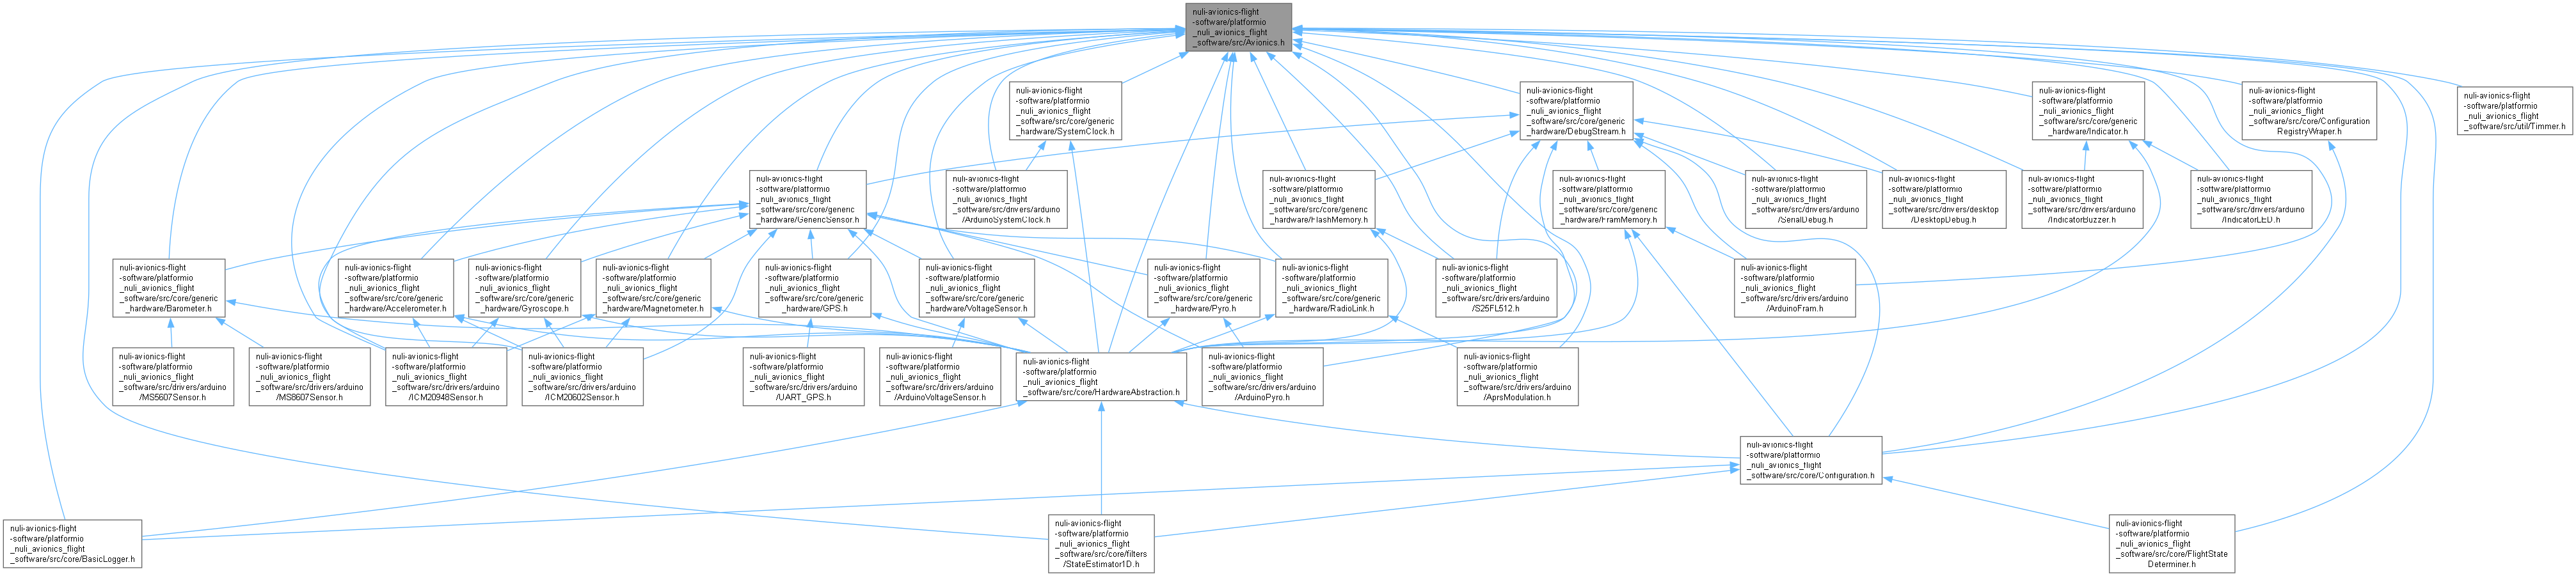 nuli-avionics-flight
-software/platformio
_nuli_avionics_flight
_software/src/Avionics.h
nuli-avionics-flight
-software/platformio
_nuli_avionics_flight
_software/src/core/generic
_hardware/SystemClock.h
nuli-avionics-flight
-software/platformio
_nuli_avionics_flight
_software/src/core/generic
_hardware/DebugStream.h
nuli-avionics-flight
-software/platformio
_nuli_avionics_flight
_software/src/core/generic
_hardware/Indicator.h
nuli-avionics-flight
-software/platformio
_nuli_avionics_flight
_software/src/core/Configuration
RegistryWraper.h
nuli-avionics-flight
-software/platformio
_nuli_avionics_flight
_software/src/util/Timmer.h
nuli-avionics-flight
-software/platformio
_nuli_avionics_flight
_software/src/core/generic
_hardware/GenericSensor.h
nuli-avionics-flight
-software/platformio
_nuli_avionics_flight
_software/src/drivers/arduino
/ArduinoSystemClock.h
nuli-avionics-flight
-software/platformio
_nuli_avionics_flight
_software/src/core/generic
_hardware/FlashMemory.h
nuli-avionics-flight
-software/platformio
_nuli_avionics_flight
_software/src/core/generic
_hardware/FramMemory.h
nuli-avionics-flight
-software/platformio
_nuli_avionics_flight
_software/src/drivers/arduino
/SerialDebug.h
nuli-avionics-flight
-software/platformio
_nuli_avionics_flight
_software/src/drivers/desktop
/DesktopDebug.h
nuli-avionics-flight
-software/platformio
_nuli_avionics_flight
_software/src/drivers/arduino
/IndicatorBuzzer.h
nuli-avionics-flight
-software/platformio
_nuli_avionics_flight
_software/src/drivers/arduino
/IndicatorLED.h
nuli-avionics-flight
-software/platformio
_nuli_avionics_flight
_software/src/core/generic
_hardware/Barometer.h
nuli-avionics-flight
-software/platformio
_nuli_avionics_flight
_software/src/core/generic
_hardware/Accelerometer.h
nuli-avionics-flight
-software/platformio
_nuli_avionics_flight
_software/src/core/generic
_hardware/Gyroscope.h
nuli-avionics-flight
-software/platformio
_nuli_avionics_flight
_software/src/core/generic
_hardware/Magnetometer.h
nuli-avionics-flight
-software/platformio
_nuli_avionics_flight
_software/src/core/generic
_hardware/GPS.h
nuli-avionics-flight
-software/platformio
_nuli_avionics_flight
_software/src/core/generic
_hardware/VoltageSensor.h
nuli-avionics-flight
-software/platformio
_nuli_avionics_flight
_software/src/core/generic
_hardware/Pyro.h
nuli-avionics-flight
-software/platformio
_nuli_avionics_flight
_software/src/core/generic
_hardware/RadioLink.h
nuli-avionics-flight
-software/platformio
_nuli_avionics_flight
_software/src/drivers/arduino
/S25FL512.h
nuli-avionics-flight
-software/platformio
_nuli_avionics_flight
_software/src/drivers/arduino
/ArduinoFram.h
nuli-avionics-flight
-software/platformio
_nuli_avionics_flight
_software/src/drivers/arduino
/MS5607Sensor.h
nuli-avionics-flight
-software/platformio
_nuli_avionics_flight
_software/src/drivers/arduino
/MS8607Sensor.h
nuli-avionics-flight
-software/platformio
_nuli_avionics_flight
_software/src/drivers/arduino
/ICM20948Sensor.h
nuli-avionics-flight
-software/platformio
_nuli_avionics_flight
_software/src/drivers/arduino
/ICM20602Sensor.h
nuli-avionics-flight
-software/platformio
_nuli_avionics_flight
_software/src/drivers/arduino
/UART_GPS.h
nuli-avionics-flight
-software/platformio
_nuli_avionics_flight
_software/src/drivers/arduino
/ArduinoVoltageSensor.h
nuli-avionics-flight
-software/platformio
_nuli_avionics_flight
_software/src/core/HardwareAbstraction.h
nuli-avionics-flight
-software/platformio
_nuli_avionics_flight
_software/src/drivers/arduino
/ArduinoPyro.h
nuli-avionics-flight
-software/platformio
_nuli_avionics_flight
_software/src/drivers/arduino
/AprsModulation.h
nuli-avionics-flight
-software/platformio
_nuli_avionics_flight
_software/src/core/Configuration.h
nuli-avionics-flight
-software/platformio
_nuli_avionics_flight
_software/src/core/BasicLogger.h
nuli-avionics-flight
-software/platformio
_nuli_avionics_flight
_software/src/core/filters
/StateEstimator1D.h
nuli-avionics-flight
-software/platformio
_nuli_avionics_flight
_software/src/core/FlightState
Determiner.h